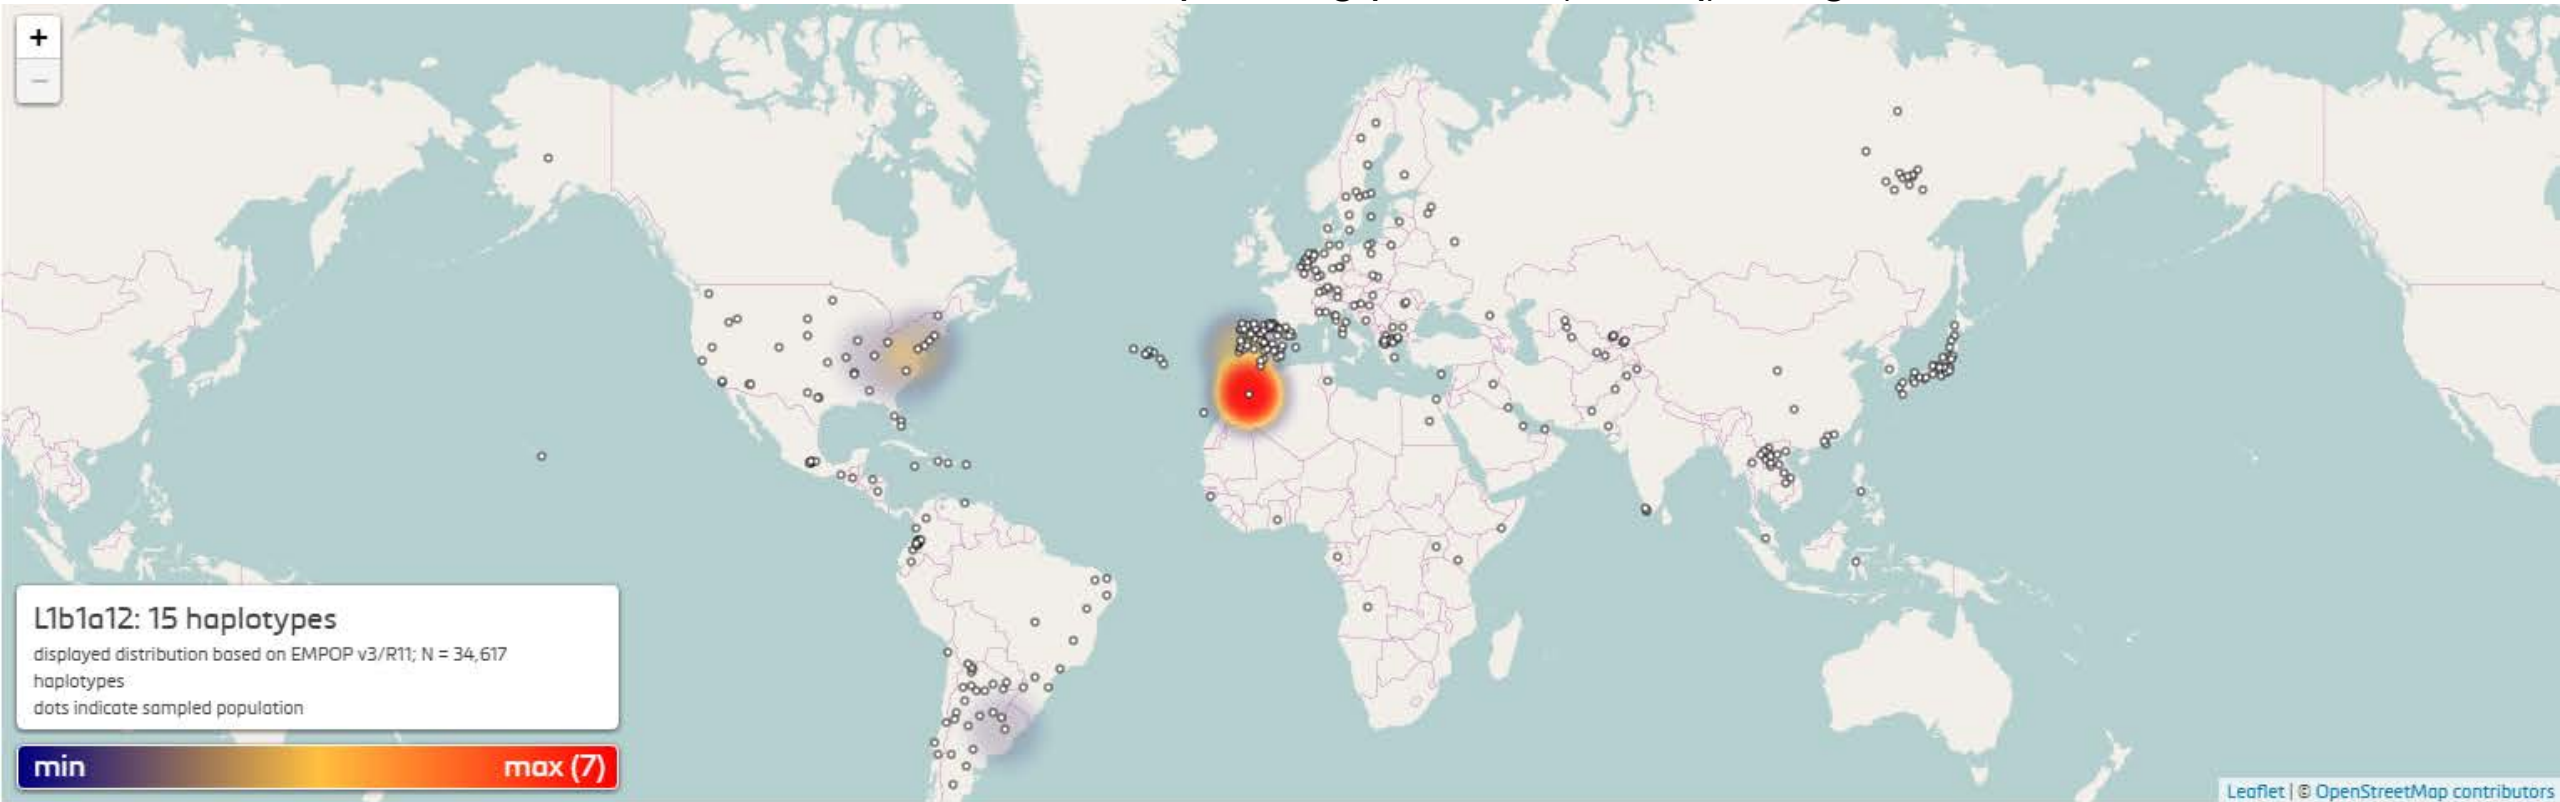 +
−
L1b1a12: 15 haplotypes
displayed distribution based on EMPOP v3/R11; N = 34,617
haplotypes
dots indicate sampled population
min max (7)
Leaflet | © OpenStreetMap contributors